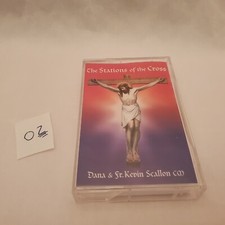 The Stations of the Cross
02
Dana & Fr. Kevin Scallon CM